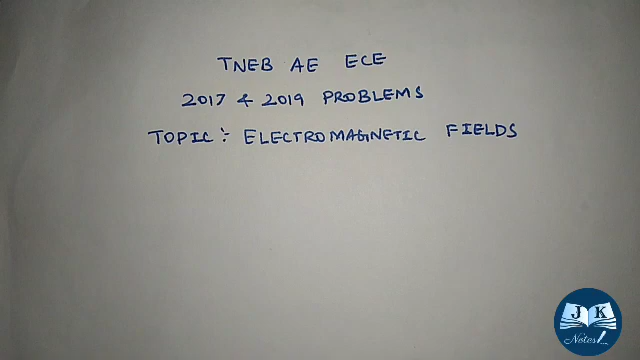 TNEB AE ECE
2017 & 2019 PROBLEMS
TOPIC :- ELECTROMAGNETIC FIELDS
J K
Notes